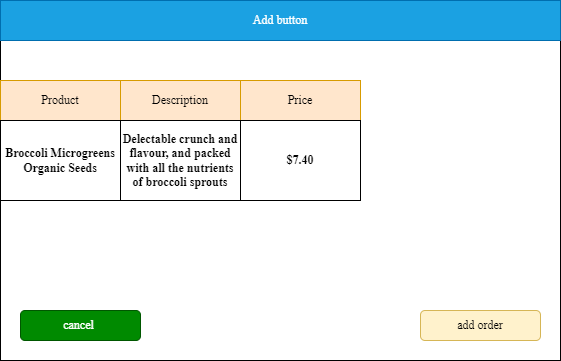 Add button
Product Description Price
Broccoli Microgreens
Organic Seeds
Delectable crunch and
flavour, and packed
with all the nutrients
of broccoli sprouts
$7.40
cancel
add order